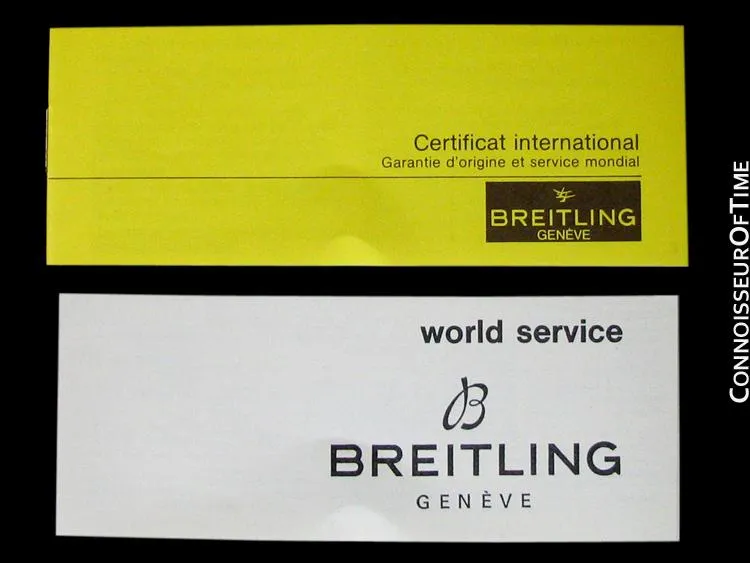 Certificat international
Garantie d'origine et service mondial
BREITLING
GENÈVE
world service
B
BREITLING
GENÈVE
CONNOISSEUROFTIME